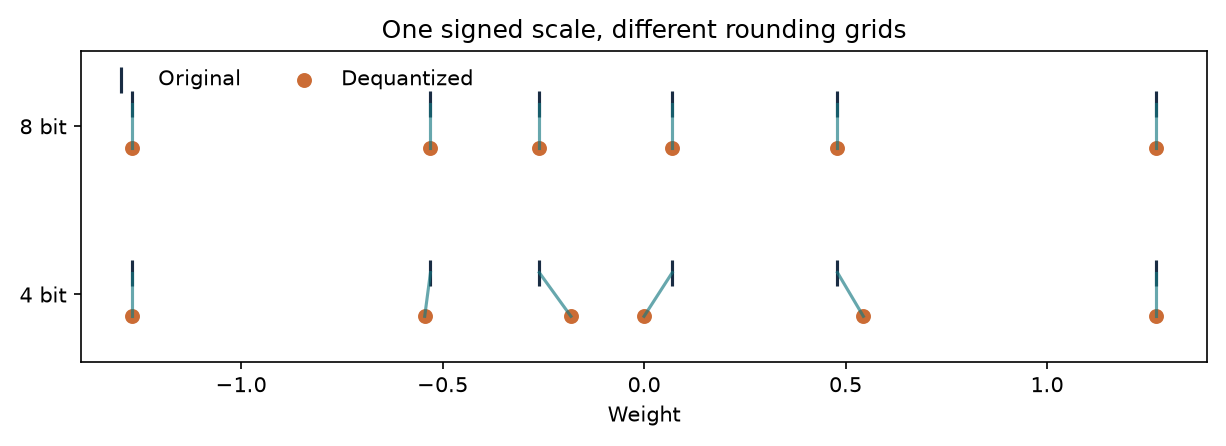 One signed scale, different rounding grids
Original
Dequantized
8 bit
4 bit
−1.0
−0.5
0.0
0.5
1.0
Weight